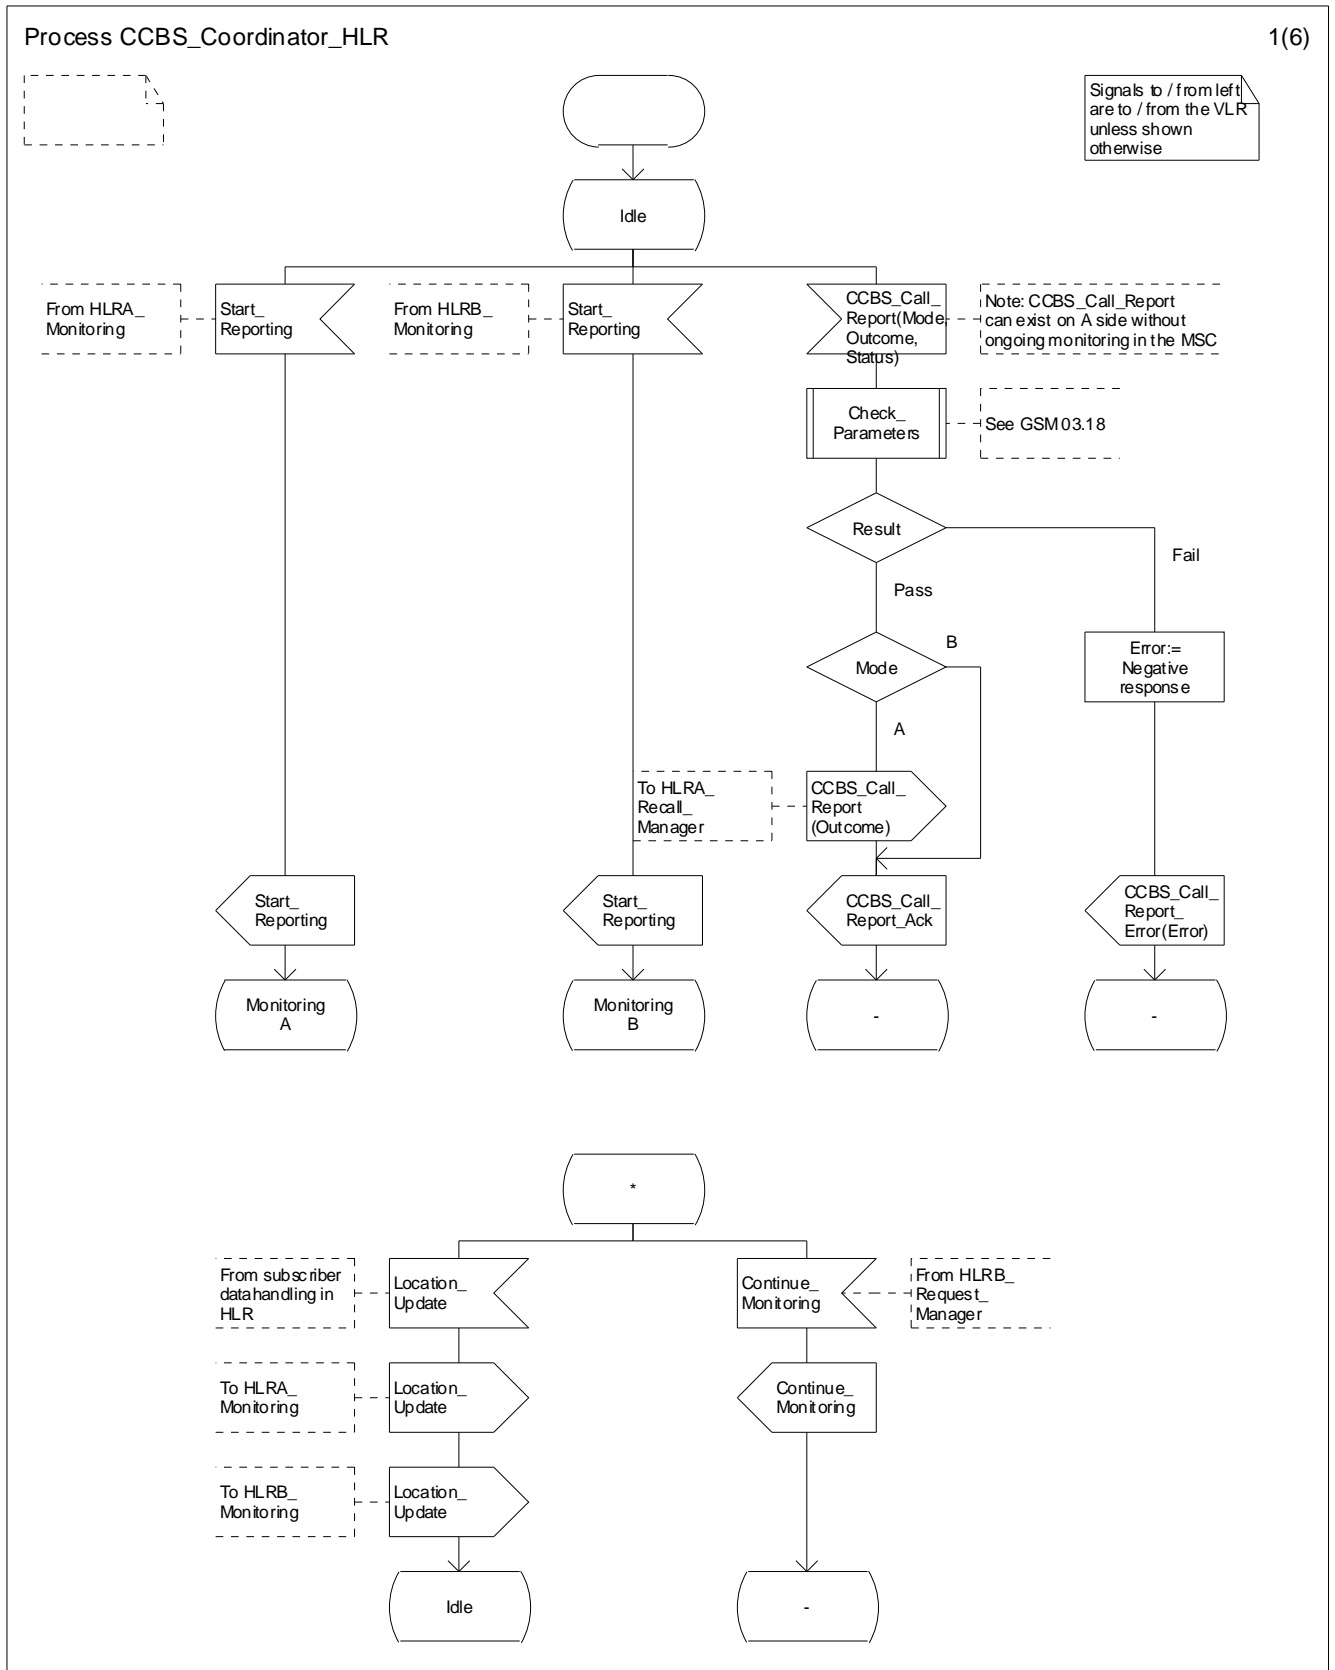 Process CCBS_Coordinator_HLR
1(6)
Signals to / from left
are to / from the VLR
unless shown
otherwise
Idle
From HLRA_
Monitoring
Start_
Reporting
From HLRB_
Monitoring
Start_
Reporting
CCBS_Call_
Report(Mode,
Outcome,
Status)
Note: CCBS_Call_Report
can exist on A side without
ongoing monitoring in the MSC
Check_
Parameters
See GSM 03.18
Result
Fail
Pass
B
Mode
Error:=
Negative
response
A
To HLRA_
Recall_
Manager
CCBS_Call_
Report
(Outcome)
Start_
Reporting
Start_
Reporting
CCBS_Call_
Report_Ack
CCBS_Call_
Report_
Error(Error)
Monitoring
A
Monitoring
B
-
-
*
From subscriber
data handling in
HLR
Location_
Update
Continue_
Monitoring
From HLRB_
Request_
Manager
To HLRA_
Monitoring
Location_
Update
Continue_
Monitoring
To HLRB_
Monitoring
Location_
Update
Idle
-